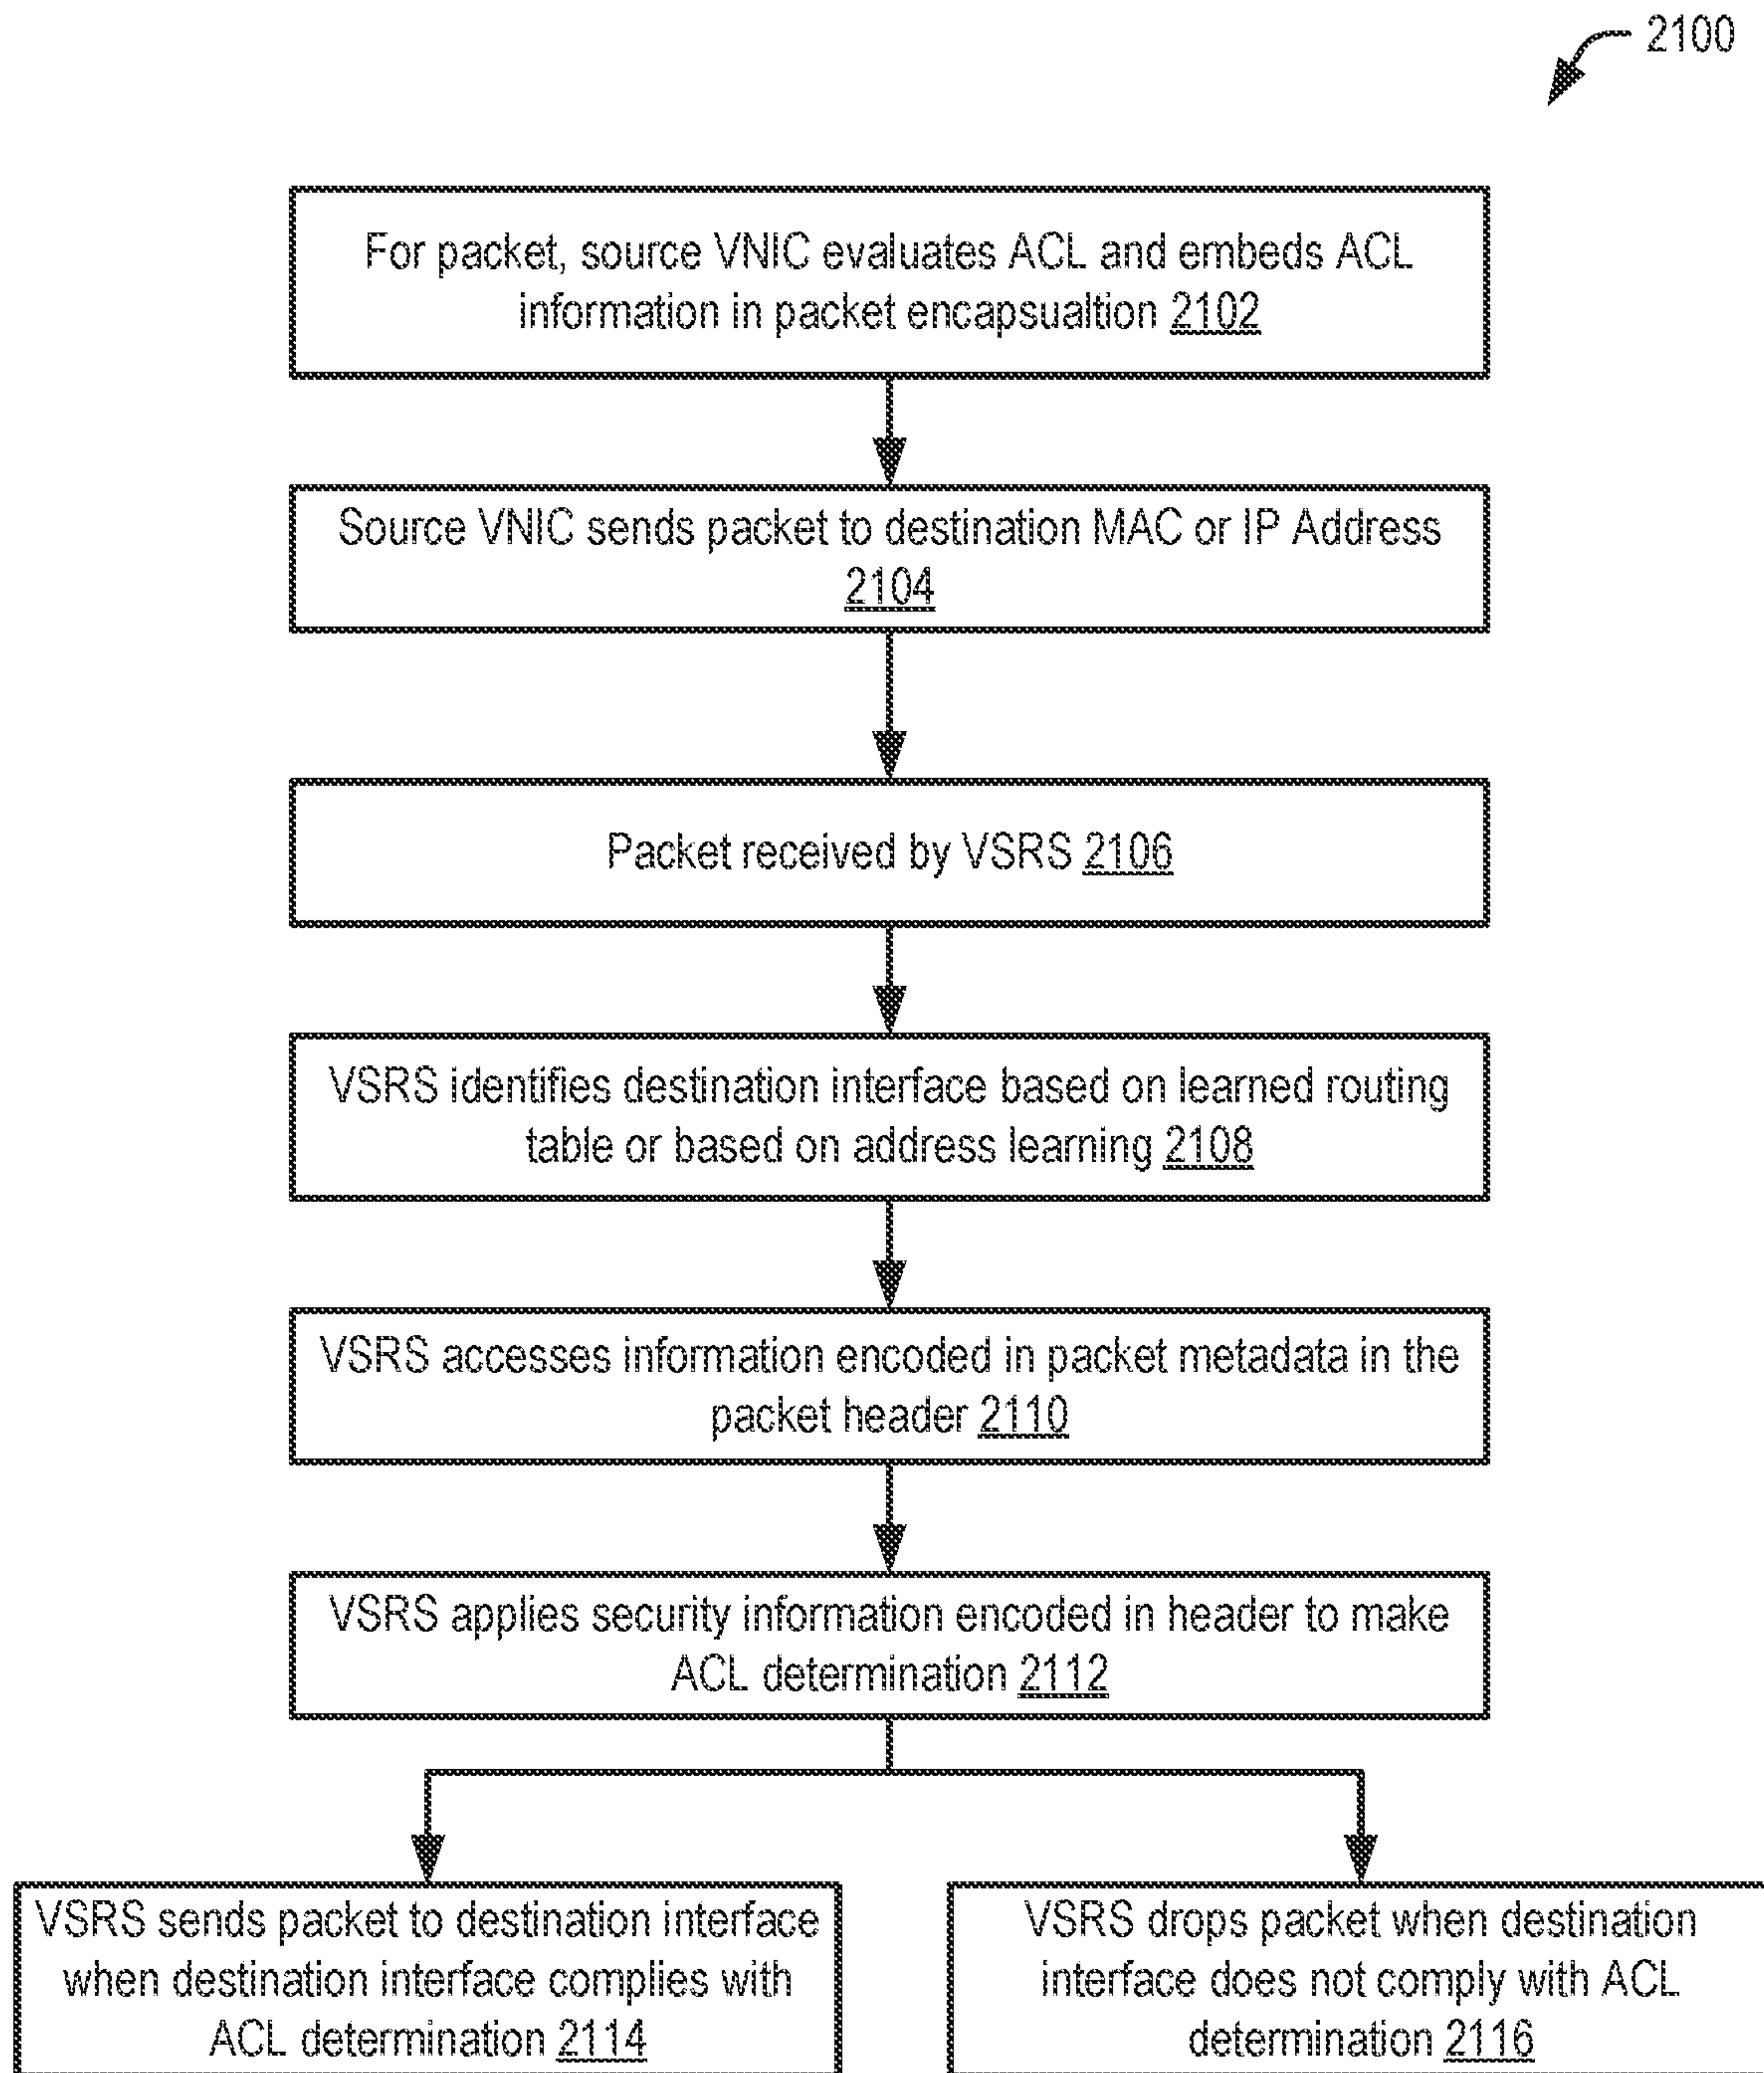 2100
For packet, source VNIC evaluates ACL and embeds ACL
information in packet encapsualtion 2102
Source VNIC sends packet to destination MAC or IP Address
2104
Packet received by VSRS 2106
VSRS identifies destination interface based on learned routing
table or based on address learning 2108
VSRS accesses information encoded in packet metadata in the
packet header 2110
VSRS applies security information encoded in header to make
ACL determination 2112
VSRS sends packet to destination interface
when destination interface complies with
ACL determination 2114
VSRS drops packet when destination
interface does not comply with ACL
determination 2116